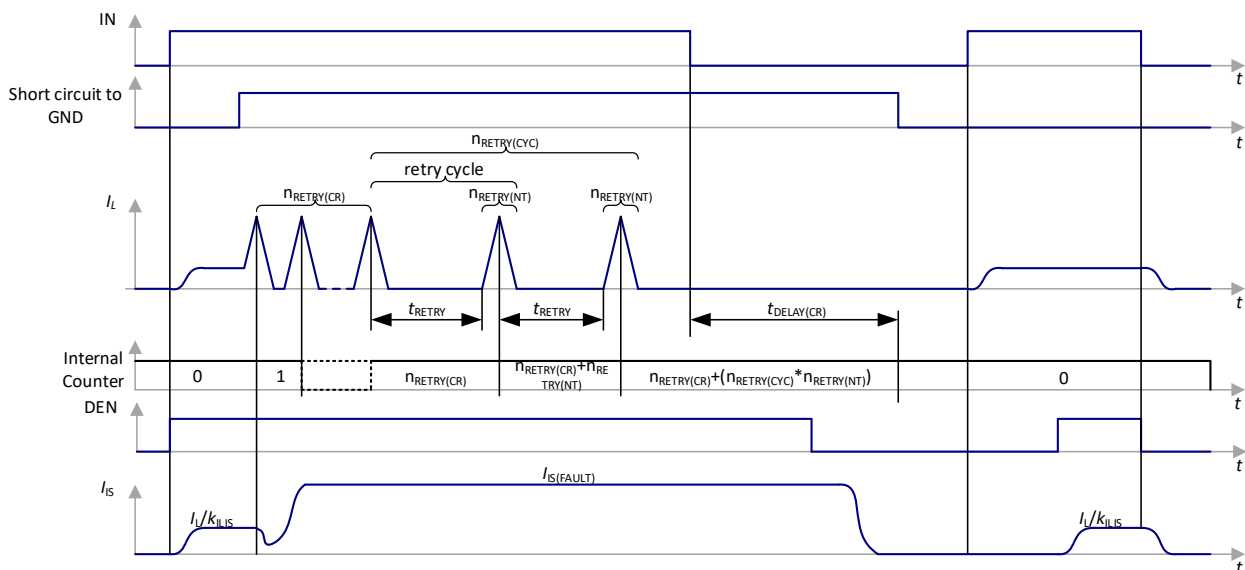 IN
t
Short circuit to
GND
t
nRETRY(CYC)
retry cycle
nRETRY(CR)
nRETRY(NT)
nRETRY(NT)
IL
t
tRETRY
tRETRY
tDELAY(CR)
Internal
Counter
0
1
nRETRY(CR)
nRETRY(CR)+nRE
TRY(NT)
nRETRY(CR)+(nRETRY(CYC)*nRETRY(NT))
0
t
DEN
t
IIS
IL/kILIS
IIS(FAULT)
IL/kILIS
t